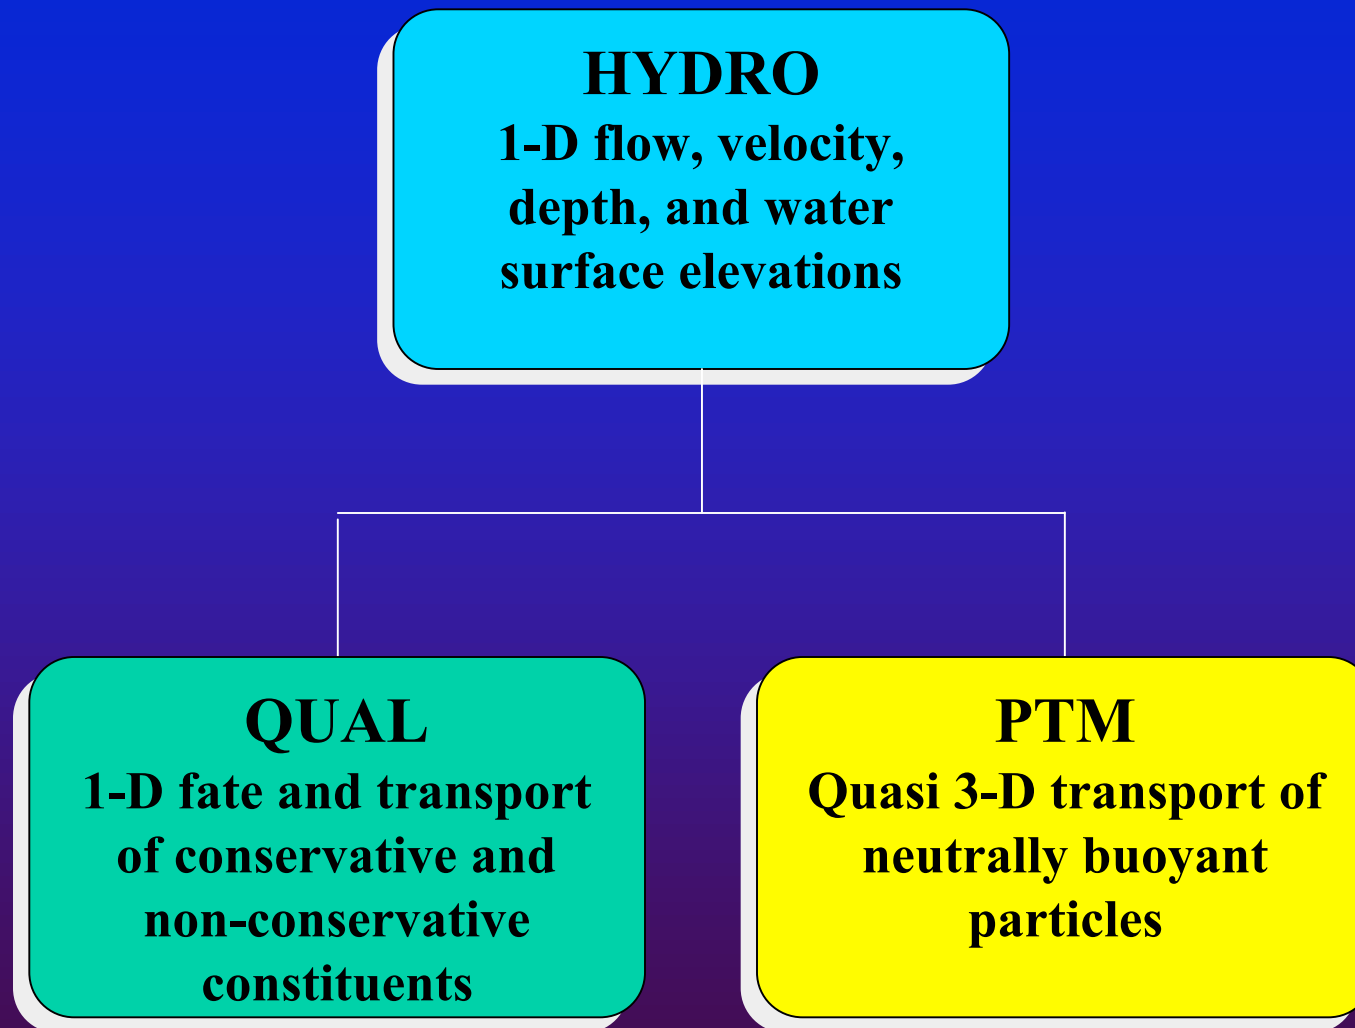 HYDRO
1-D flow, velocity,
depth, and water
surface elevations
QUAL
1-D fate and transport
of conservative and
non-conservative
constituents
PTM
Quasi 3-D transport of
neutrally buoyant
particles